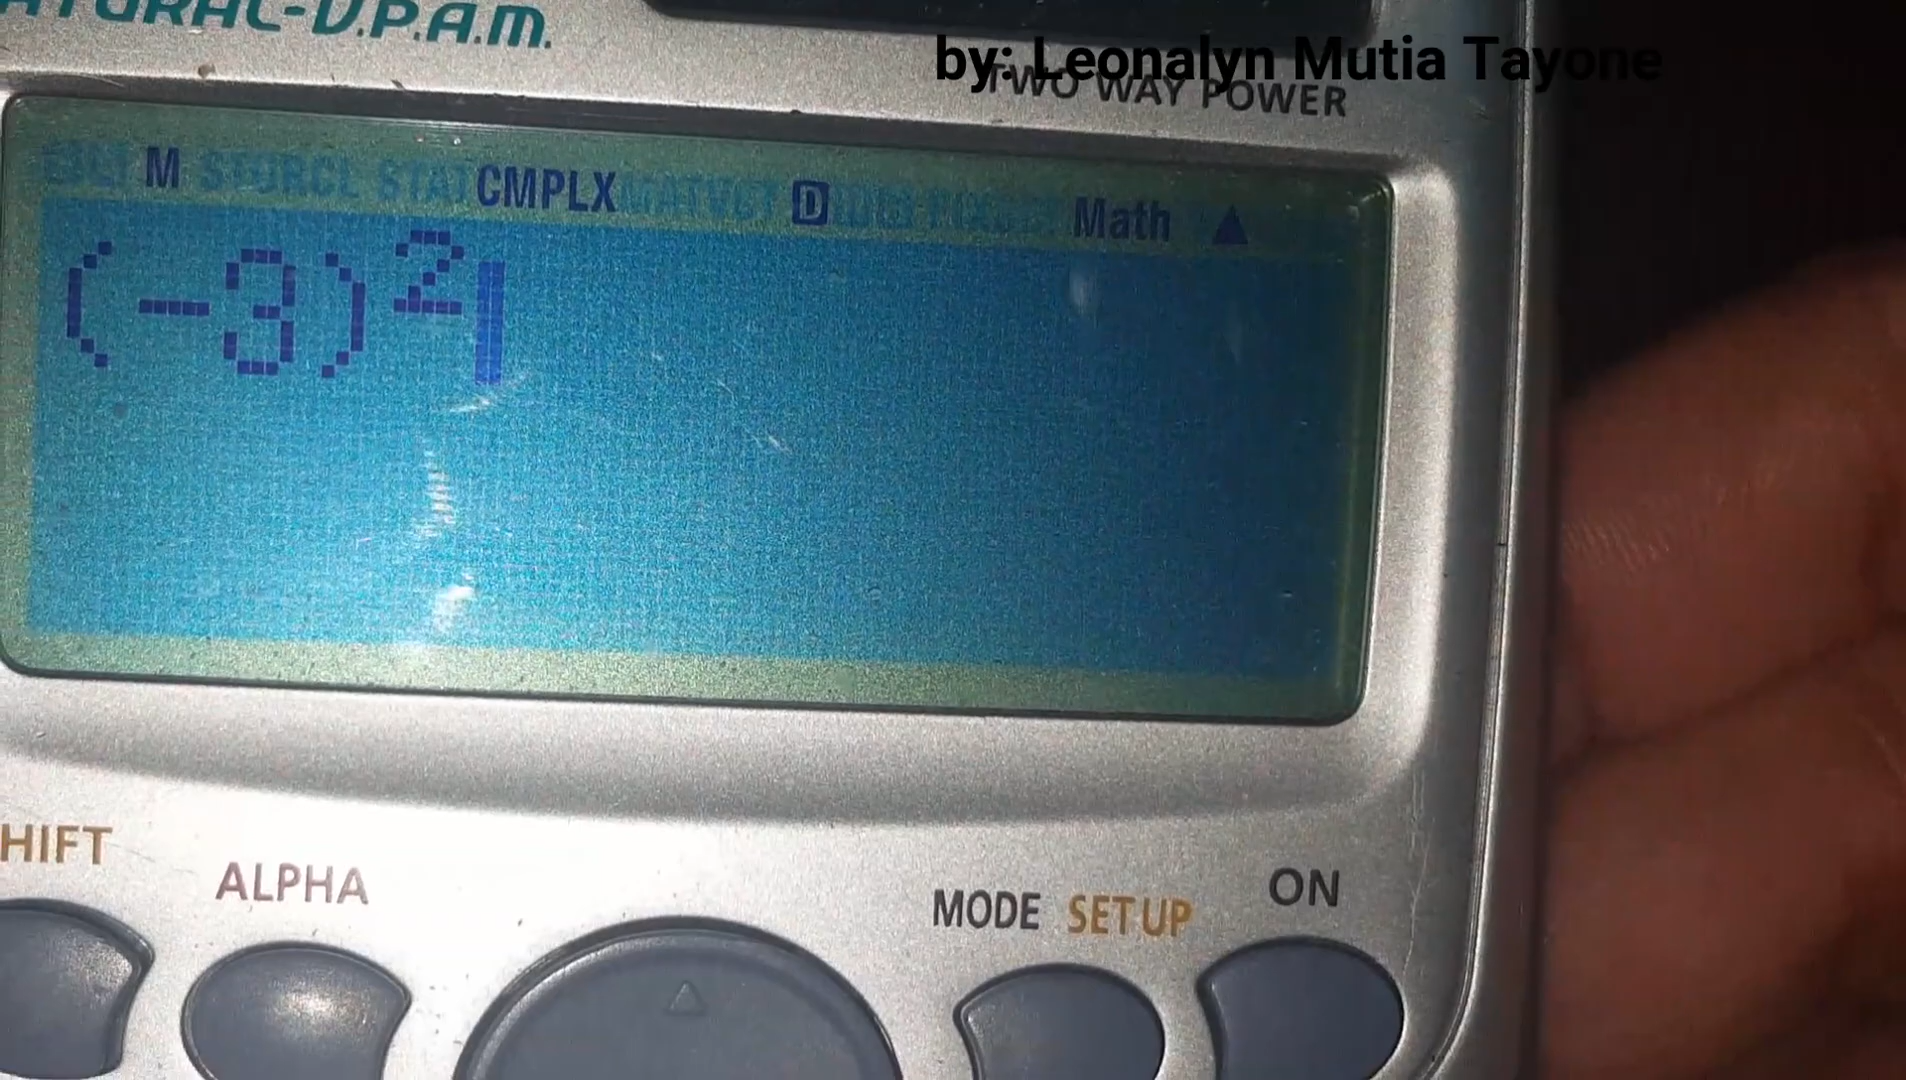 NATURAL-V.P.A.M.
by: Leonalyn Mutia Tayone
TWO WAY POWER
M CMPLX D Math ▲
(-3)²
SHIFT
ALPHA
MODE SETUP
ON